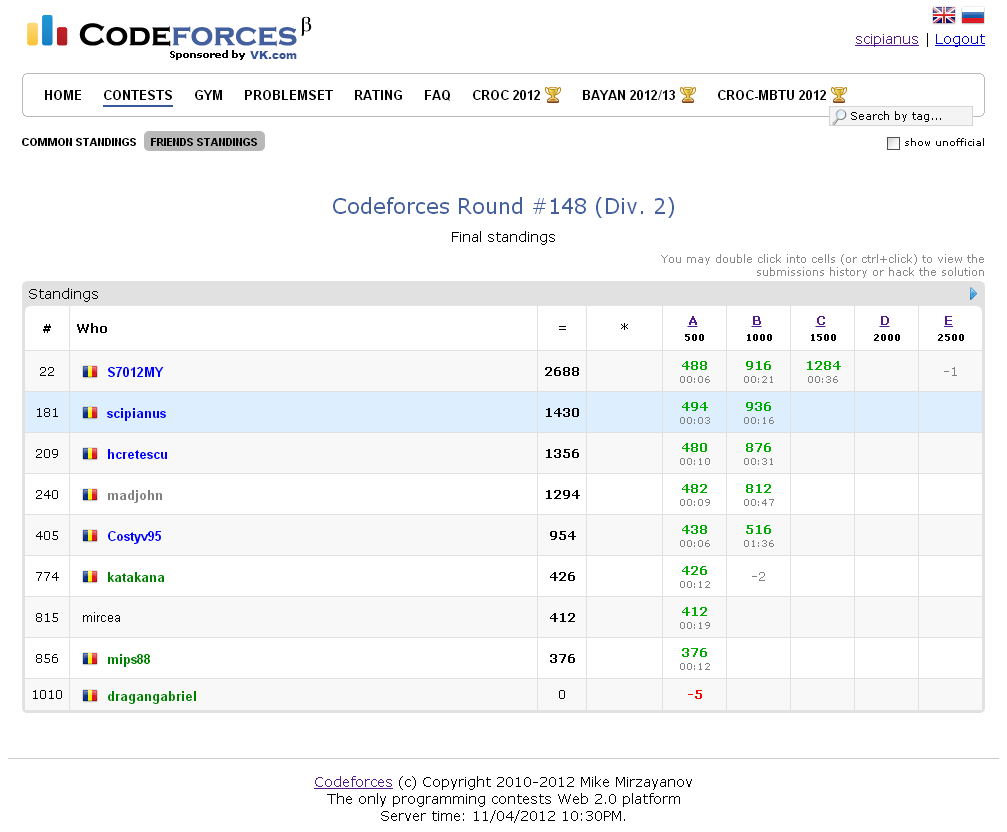 CODEFORCES β
Sponsored by VK.com
scipianus | Logout
HOME CONTESTS GYM PROBLEMSET RATING FAQ CROC 2012 BAYAN 2012/13 CROC-MBTU 2012
Search by tag...
COMMON STANDINGS FRIENDS STANDINGS show unofficial
Codeforces Round #148 (Div. 2)
Final standings
You may double click into cells (or ctrl+click) to view the
submissions history or hack the solution
Standings
# Who = * A B C D E
500 1000 1500 2000 2500
22 S7012MY 2688 488 916 1284 -1
00:06 00:21 00:36
181 scipianus 1430 494 936
00:03 00:16
209 hcretescu 1356 480 876
00:10 00:31
240 madjohn 1294 482 812
00:09 00:47
405 Costyv95 954 438 516
00:06 01:36
774 katakana 426 426 -2
00:12
815 mircea 412 412
00:19
856 mips88 376 376
00:12
1010 dragangabriel 0 -5
Codeforces (c) Copyright 2010-2012 Mike Mirzayanov
The only programming contests Web 2.0 platform
Server time: 11/04/2012 10:30PM.